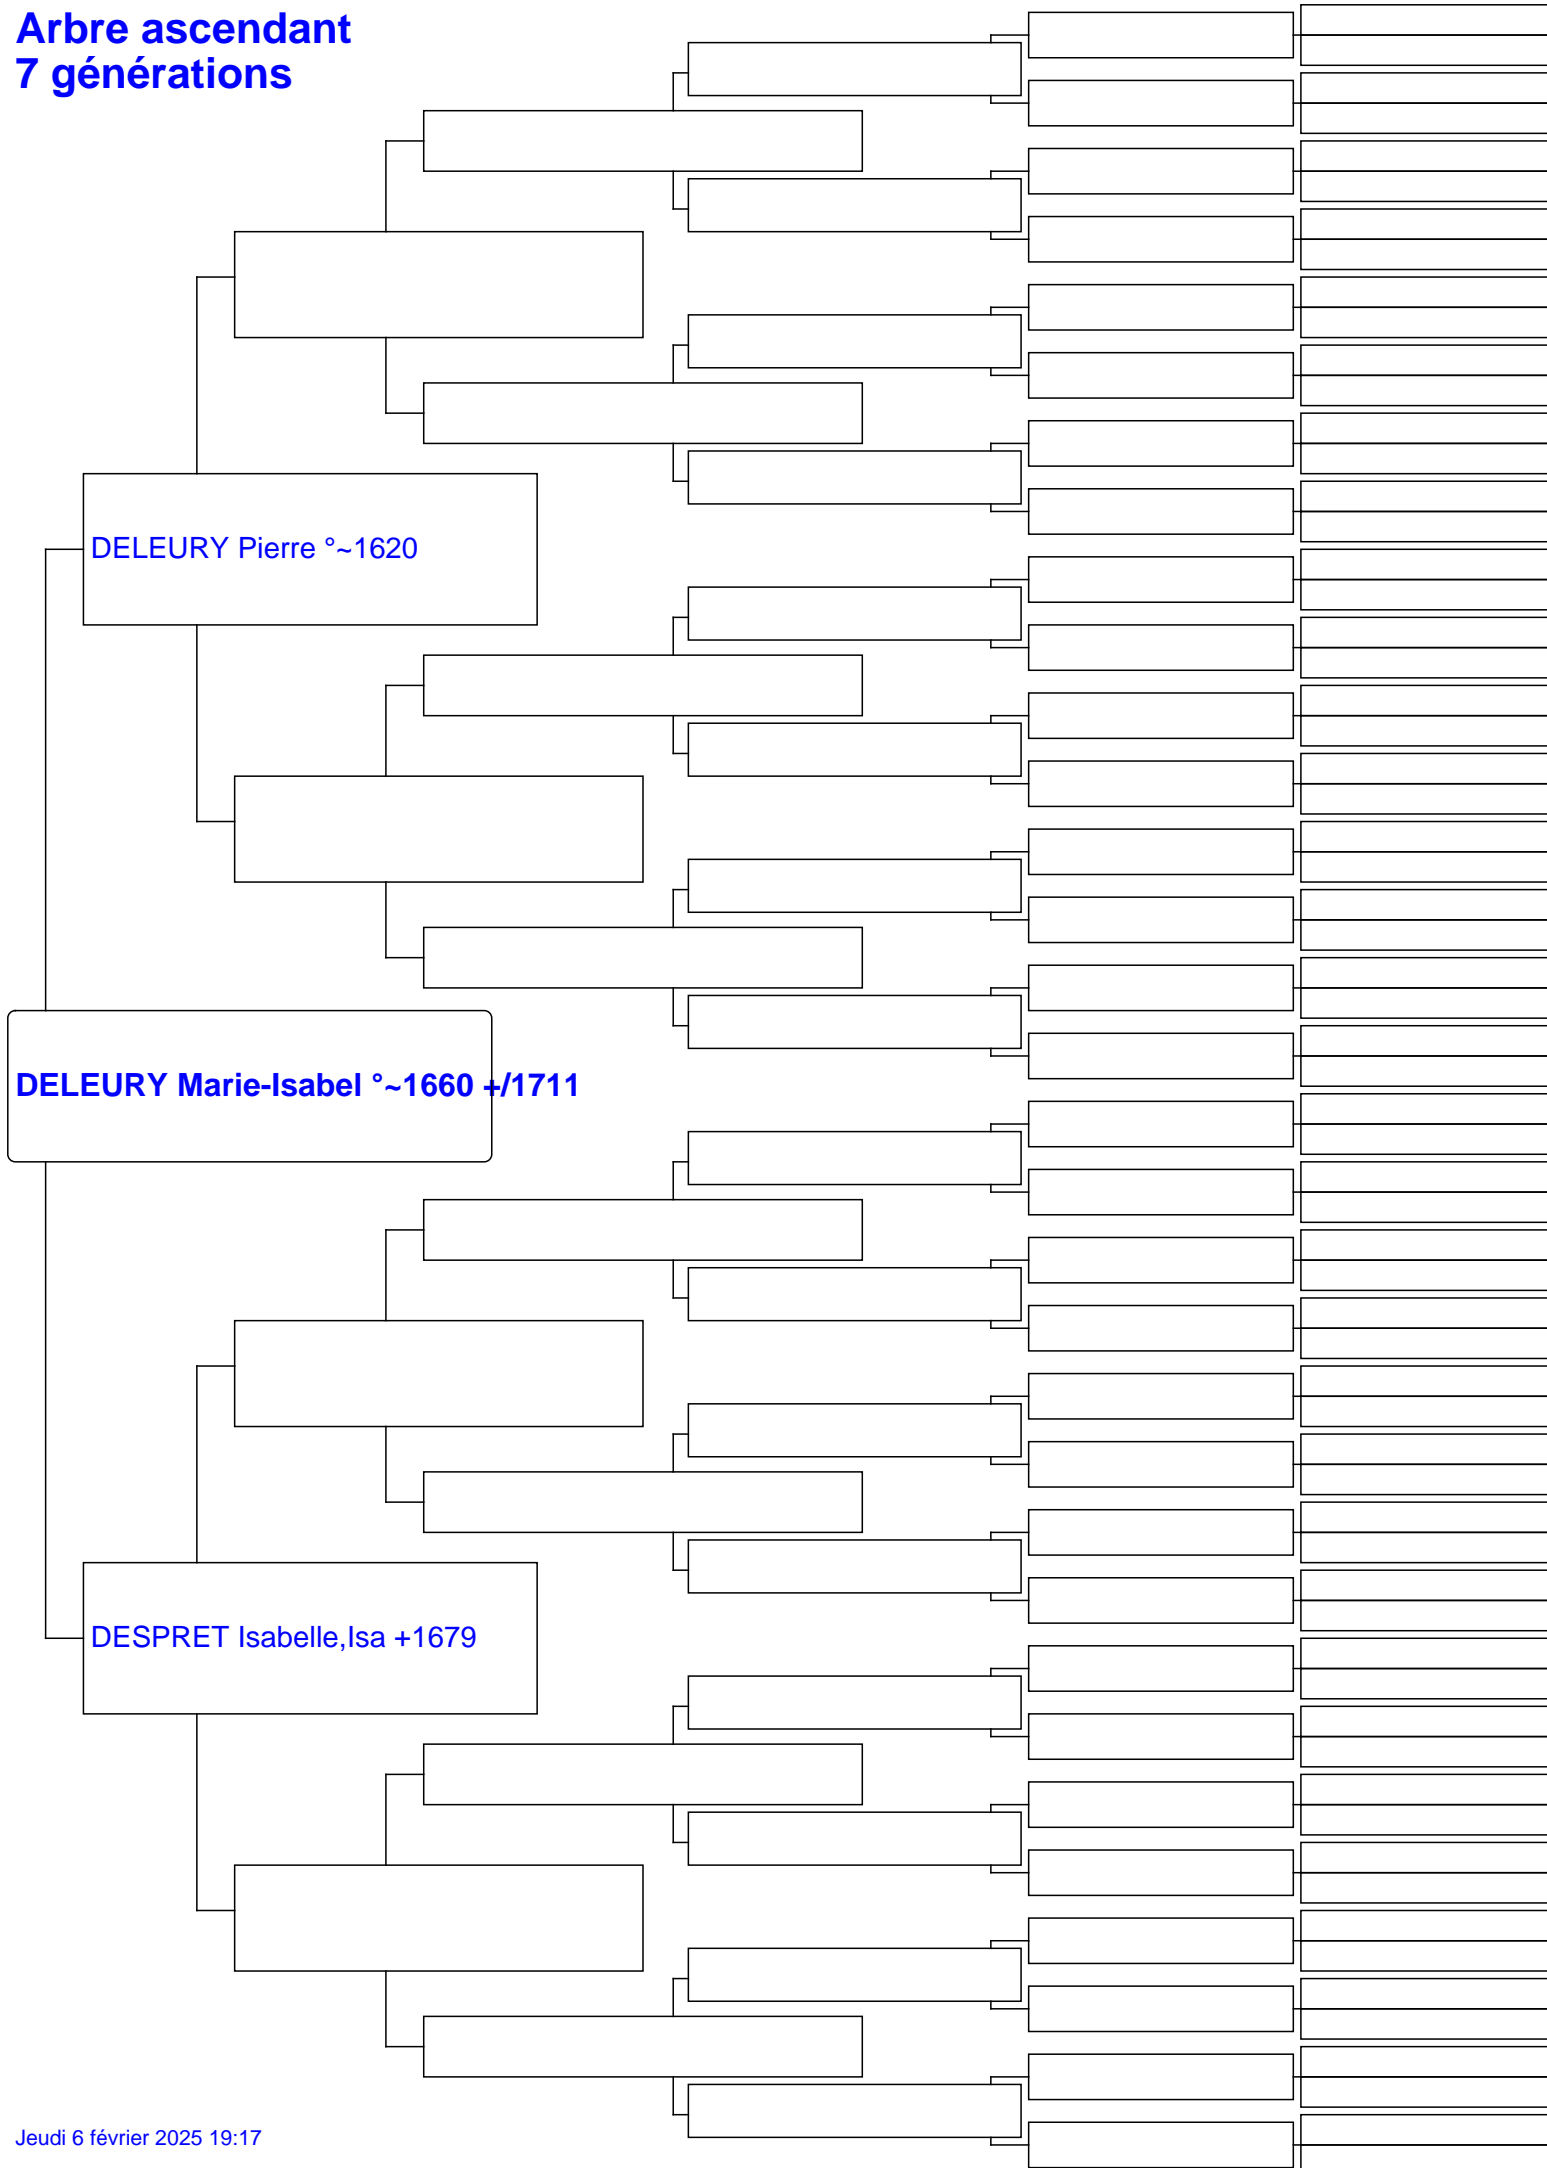 Arbre ascendant
7 générations
DELEURY Pierre °~1620
DELEURY Marie-Isabel °~1660 +/1711
DESPRET Isabelle,Isa +1679
Jeudi 6 février 2025 19:17